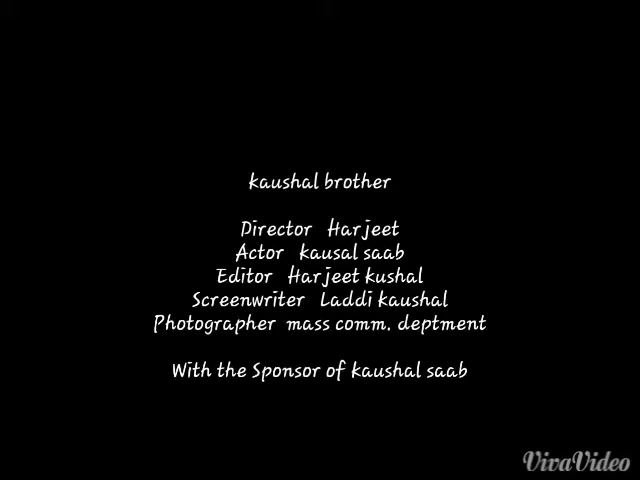 kaushal brother
Director Harjeet
Actor kausal saab
Editor Harjeet kushal
Screenwriter Laddi kaushal
Photographer mass comm. deptment
With the Sponsor of kaushal saab
VivaVideo